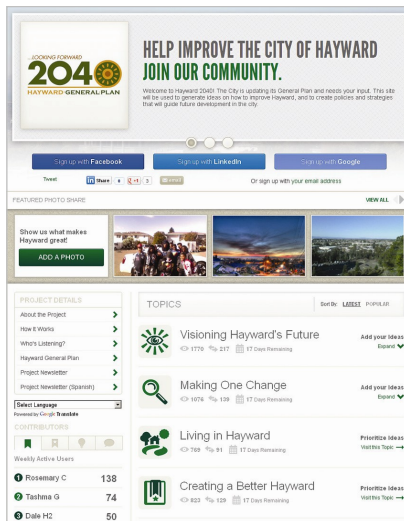 ...LOOKING FORWARD
2040
HAYWARD GENERAL PLAN
HELP IMPROVE THE CITY OF HAYWARD
JOIN OUR COMMUNITY.
Welcome to Hayward 2040! The City is updating its General Plan and needs your input. This site
will be used to generate ideas on how to improve Hayward, and to create policies and strategies
that will guide future development in the city.
Sign up with Facebook
Sign up with LinkedIn
Sign up with Google
Tweet
in Share 6
+1 3
Or sign up with your email address
FEATURED PHOTO SHARE
VIEW ALL
Show us what makes
Hayward great!
ADD A PHOTO
PROJECT DETAILS
About the Project
How It Works
Who's Listening?
Hayward General Plan
Project Newsletter
Project Newsletter (Spanish)
Select Language
Powered by Google Translate
CONTRIBUTORS
Weekly Active Users
1 Rosemary C 138
2 Tashma G 74
3 Dale H2 50
TOPICS
Sort By: LATEST POPULAR
Visioning Hayward's Future
1770 217 17 Days Remaining
Add your Ideas
Expand
Making One Change
1076 139 17 Days Remaining
Add your Ideas
Expand
Living in Hayward
788 91 17 Days Remaining
Prioritize Ideas
Visit this Topic
Creating a Better Hayward
823 129 17 Days Remaining
Prioritize Ideas
Visit this Topic